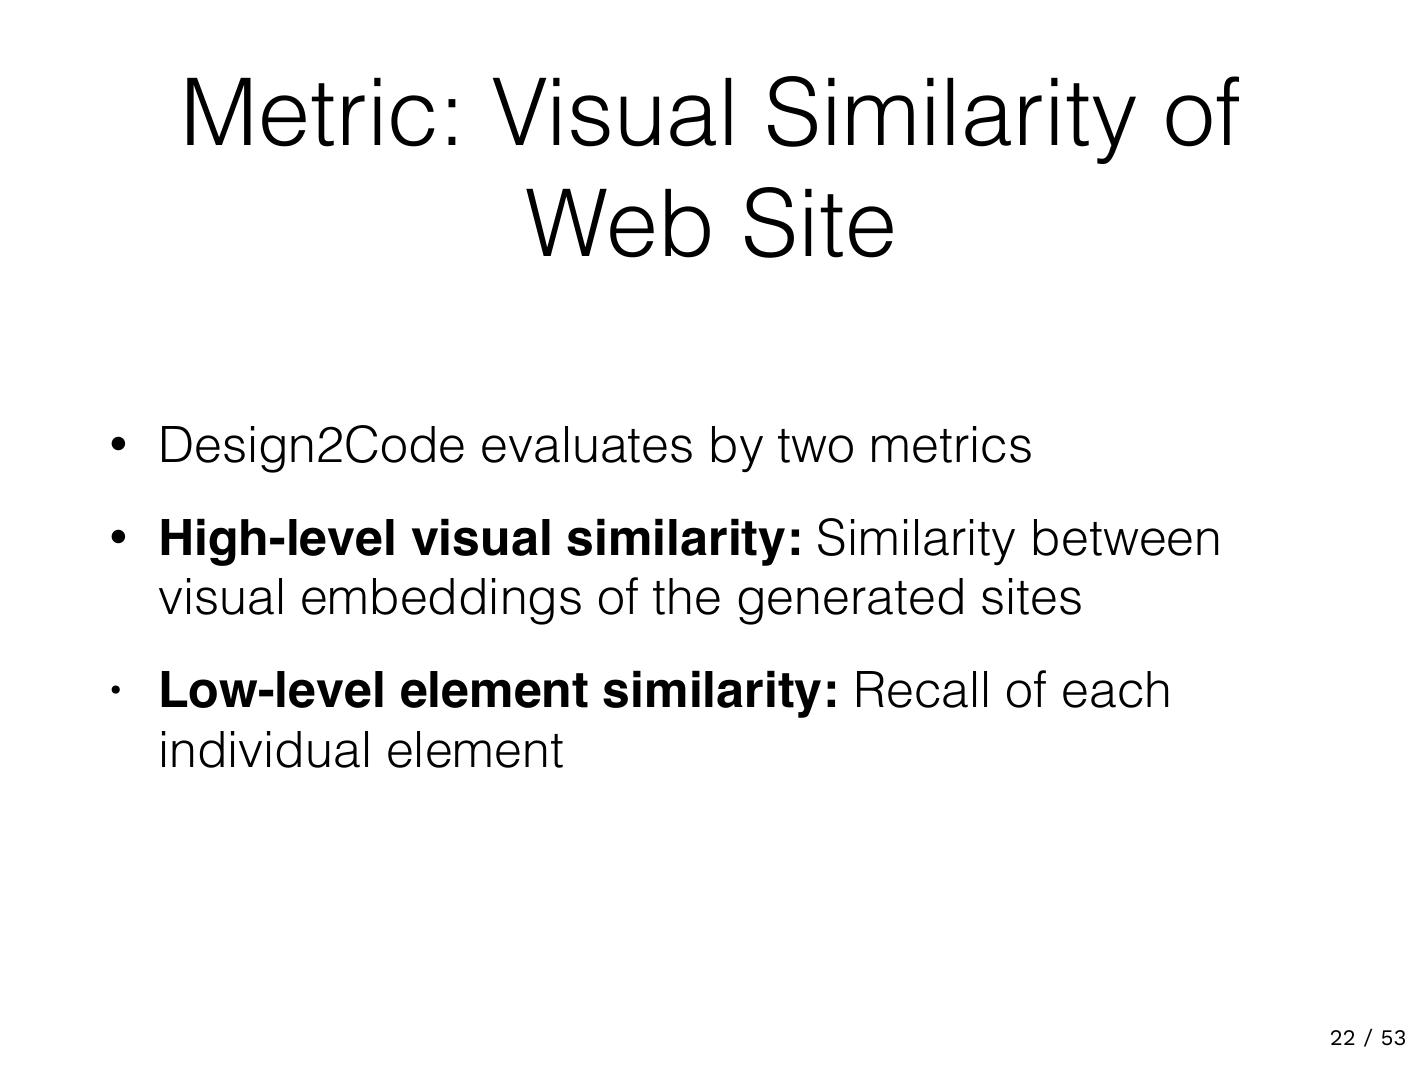 Metric: Visual Similarity of
Web Site
• Design2Code evaluates by two metrics
• High-level visual similarity: Similarity between
visual embeddings of the generated sites
• Low-level element similarity: Recall of each
individual element
22 / 53